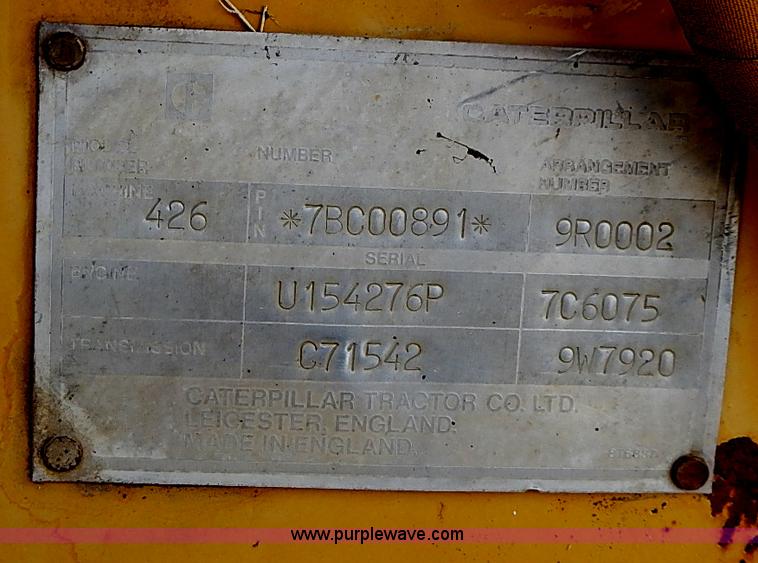 CATERPILLAR
MODEL NUMBER NUMBER ARRANGEMENT NUMBER
MACHINE 426 PIN *7BC00891* 9R0002
SERIAL
ENGINE U154276P 7C6075
TRANSMISSION C71542 9W7920
CATERPILLAR TRACTOR CO. LTD.
LEICESTER, ENGLAND.
MADE IN ENGLAND.
www.purplewave.com